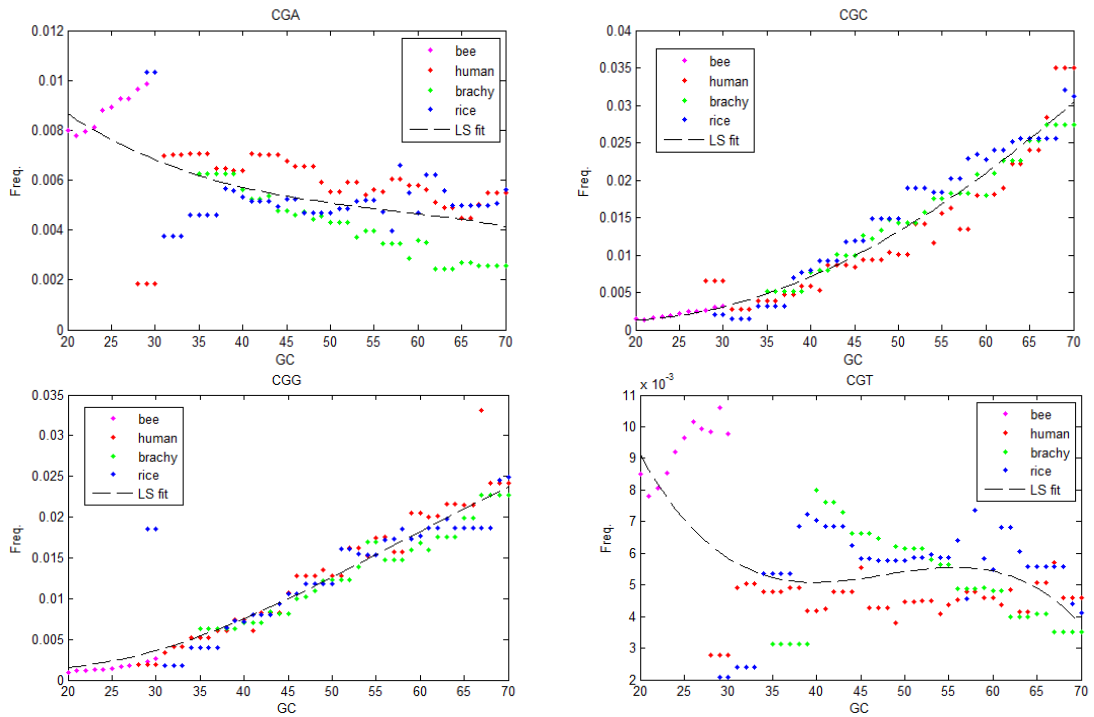 CGA
0.012
0.01
0.008
0.006
0.004
0.002
0
Freq.
bee
human
brachy
rice
LS fit
20 25 30 35 40 45 50 55 60 65 70
GC
CGC
0.04
0.035
0.03
0.025
0.02
0.015
0.01
0.005
0
Freq.
bee
human
brachy
rice
LS fit
20 25 30 35 40 45 50 55 60 65 70
GC
CGG
0.035
0.03
0.025
0.02
0.015
0.01
0.005
0
Freq.
bee
human
brachy
rice
LS fit
20 25 30 35 40 45 50 55 60 65 70
GC
CGT
x 10⁻³
11
10
9
8
7
6
5
4
3
2
Freq.
bee
human
brachy
rice
LS fit
20 25 30 35 40 45 50 55 60 65 70
GC